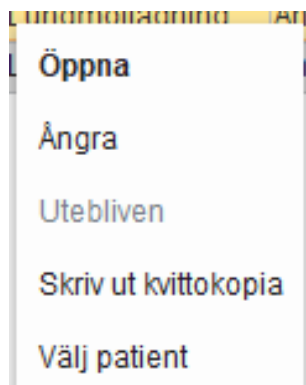 Öppna
Ångra
Utebliven
Skriv ut kvittokopia
Välj patient